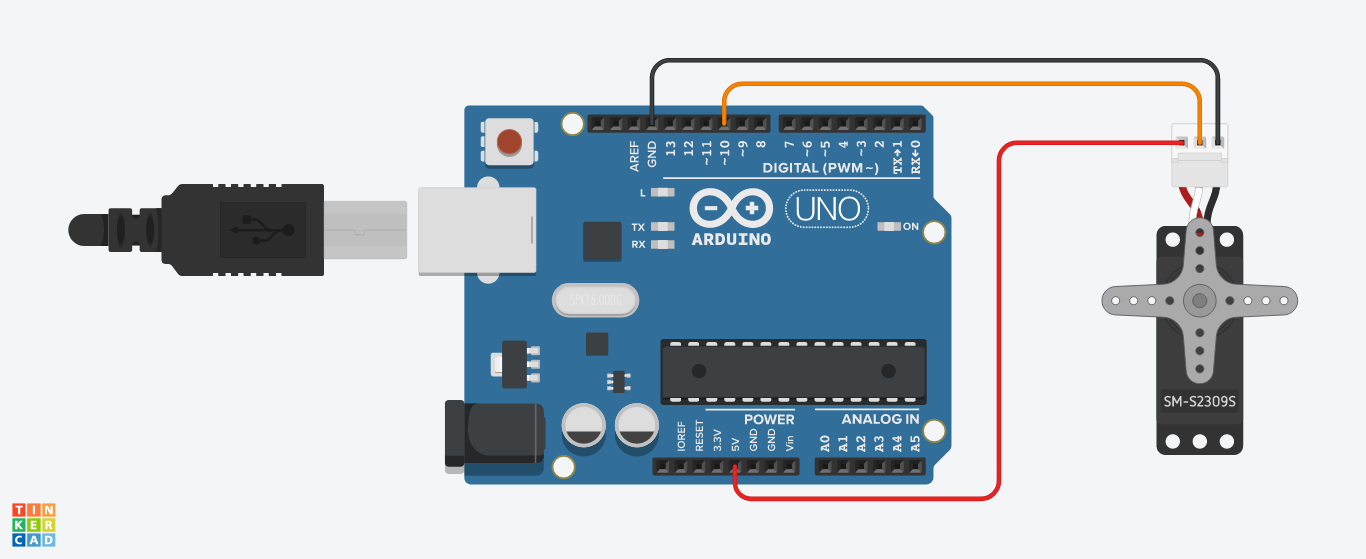 AREF
GND
13
12
~11
~10
~9
8
7
~6
~5
4
~3
2
TX→1
RX←0
DIGITAL (PWM~)
L
TX
RX
ON
UNO
ARDUINO
SPK16.000G
IOREF
RESET
3.3V
5V
GND
GND
Vin
POWER
ANALOG IN
A0
A1
A2
A3
A4
A5
SM-S2309S
TIN
KER
CAD